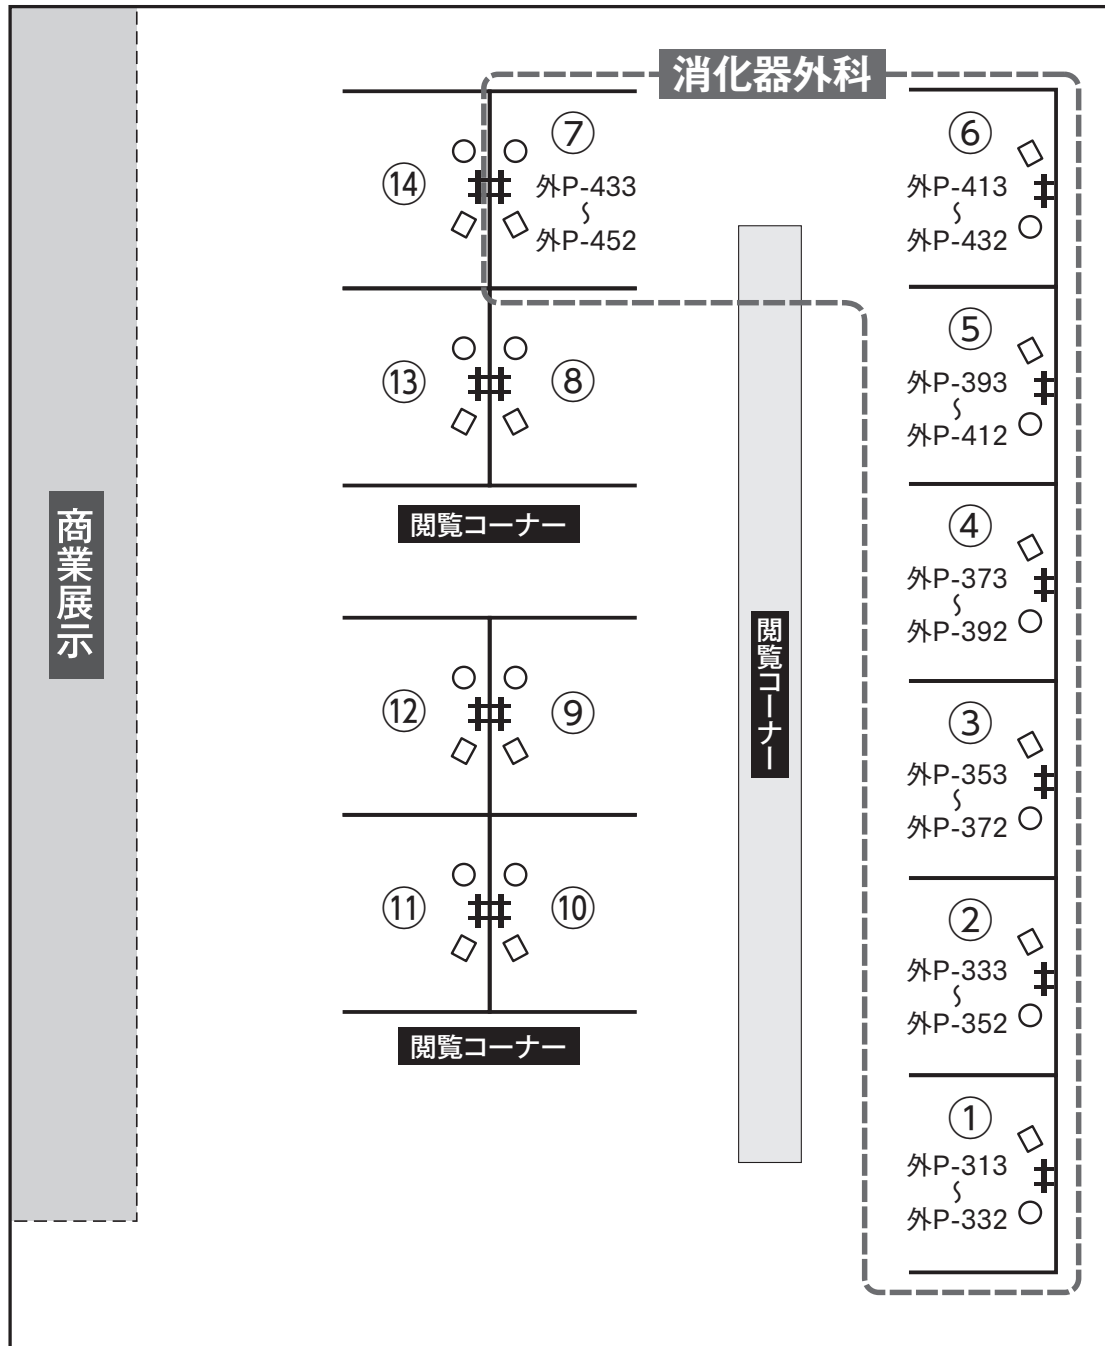 消化器外科
⑦
外P-433
〜
外P-452
⑭
⑬
⑧
閲覧コーナー
⑫
⑨
⑪
⑩
閲覧コーナー
商業展示
閲覧コーナー
⑥
外P-413
〜
外P-432
⑤
外P-393
〜
外P-412
④
外P-373
〜
外P-392
③
外P-353
〜
外P-372
②
外P-333
〜
外P-352
①
外P-313
〜
外P-332